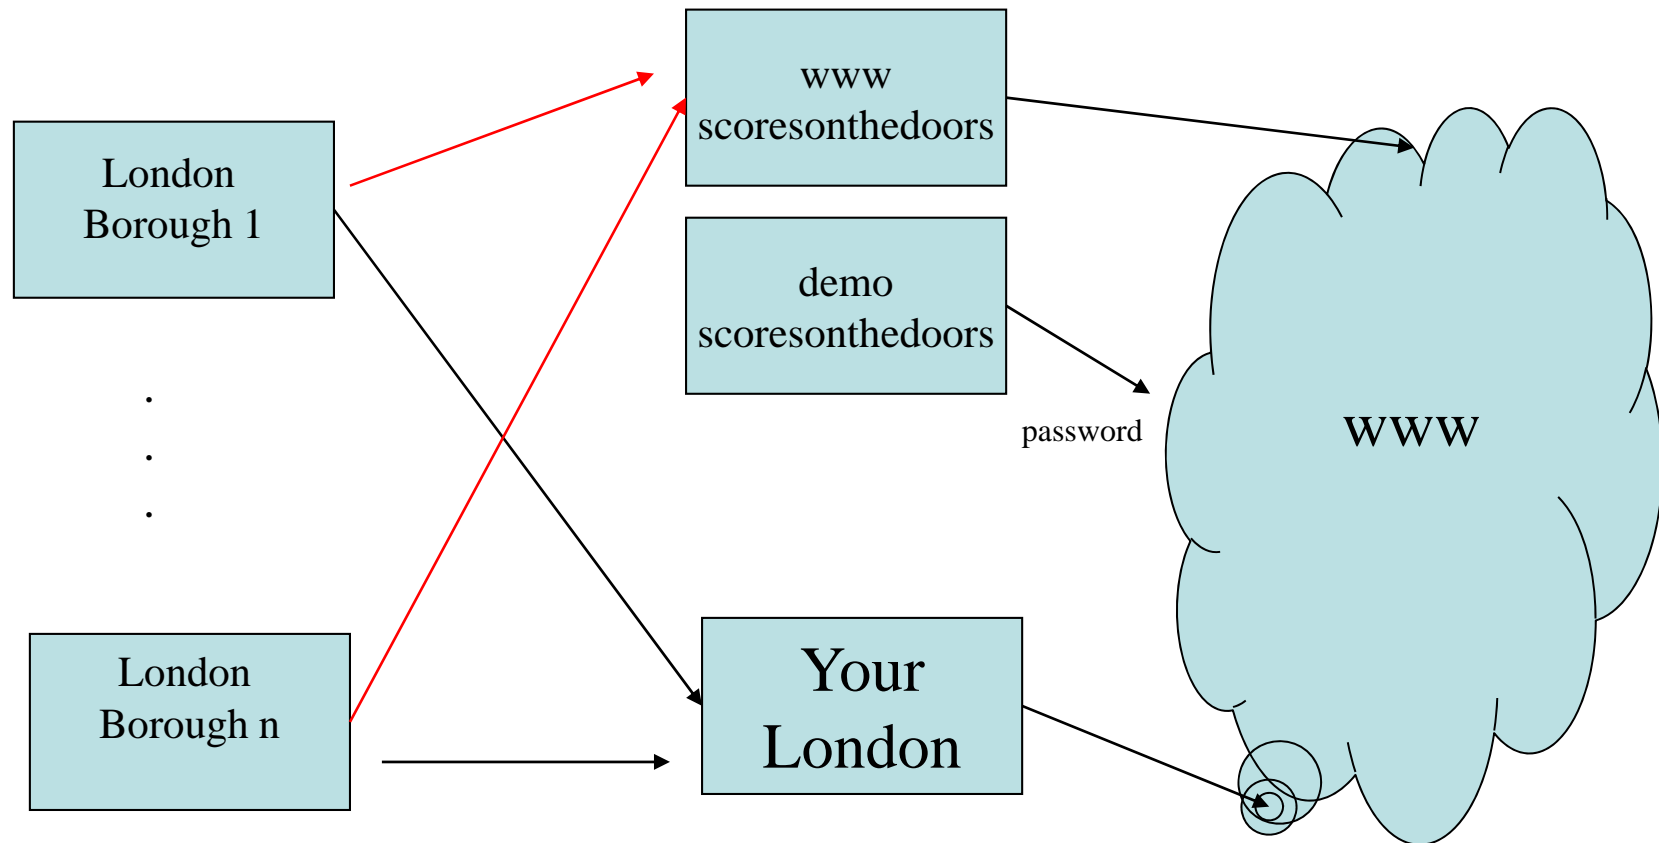 London
Borough 1
.
.
.
London
Borough n
www
scoresonthedoors
demo
scoresonthedoors
password
Your
London
www